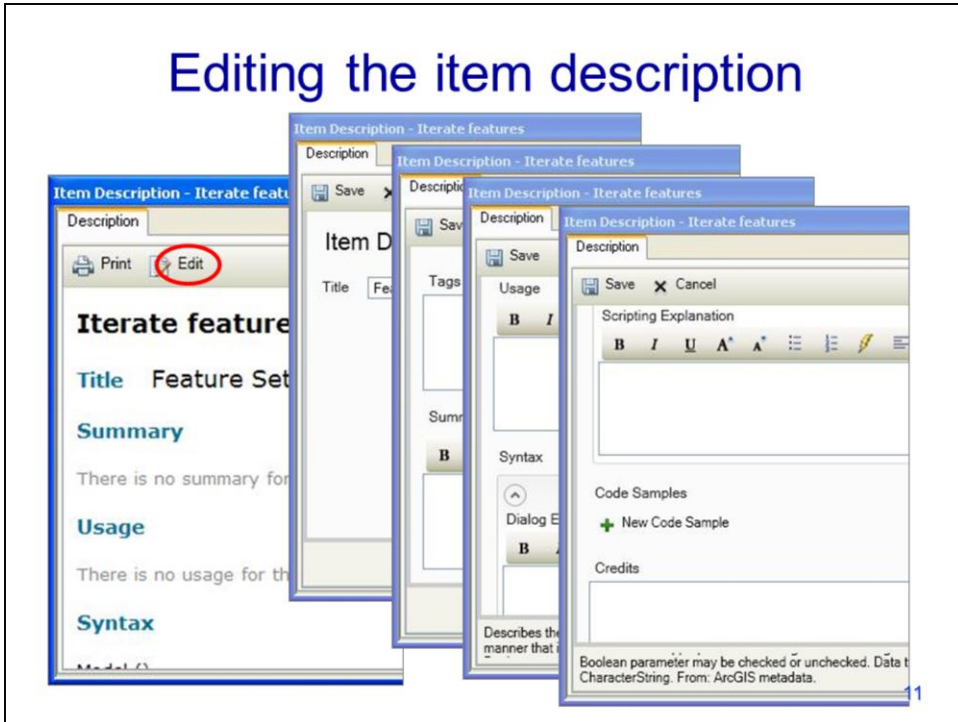 Editing the item description
Item Description - Iterate featu
Description
Print Edit
Iterate feature
Title Feature Set
Summary
There is no summary for
Usage
There is no usage for th
Syntax
Item Description - Iterate features
Description
Save
Item D
Title Fea
Item Description - Iterate features
Descriptio
Sav
Tags
Summ
B
Item Description - Iterate features
Description
Save
Usage
B I
Syntax
Dialog E
B
Describes the
manner that i
Item Description - Iterate features
Description
Save Cancel
Scripting Explanation
B I U A A
Code Samples
New Code Sample
Credits
Boolean parameter may be checked or unchecked. Data t
CharacterString. From: ArcGIS metadata.
11